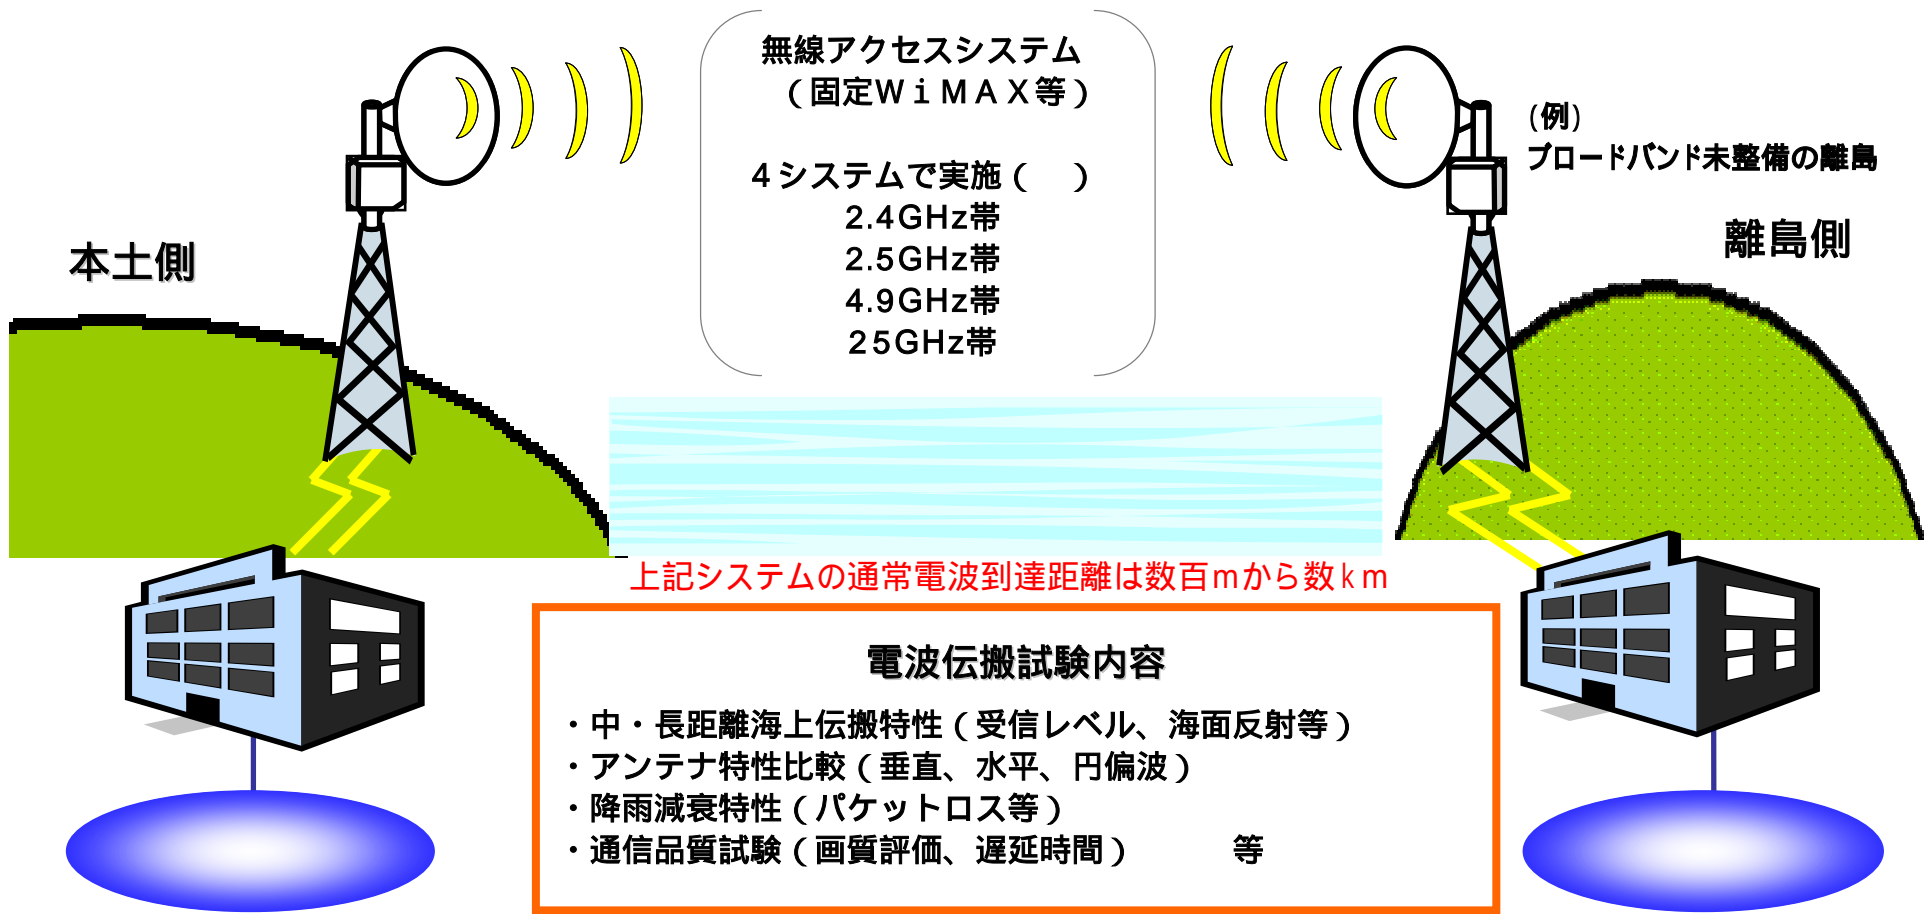 無線アクセスシステム
（固定ＷｉＭＡＸ等）
４システムで実施（　）
2.4GHz帯
2.5GHz帯
4.9GHz帯
25GHz帯
(例)
ブロードバンド未整備の離島
本土側
離島側
上記システムの通常電波到達距離は数百ｍから数ｋｍ
電波伝搬試験内容
・中・長距離海上伝搬特性（受信レベル、海面反射等）
・アンテナ特性比較（垂直、水平、円偏波）
・降雨減衰特性（パケットロス等）
・通信品質試験（画質評価、遅延時間）　　　等